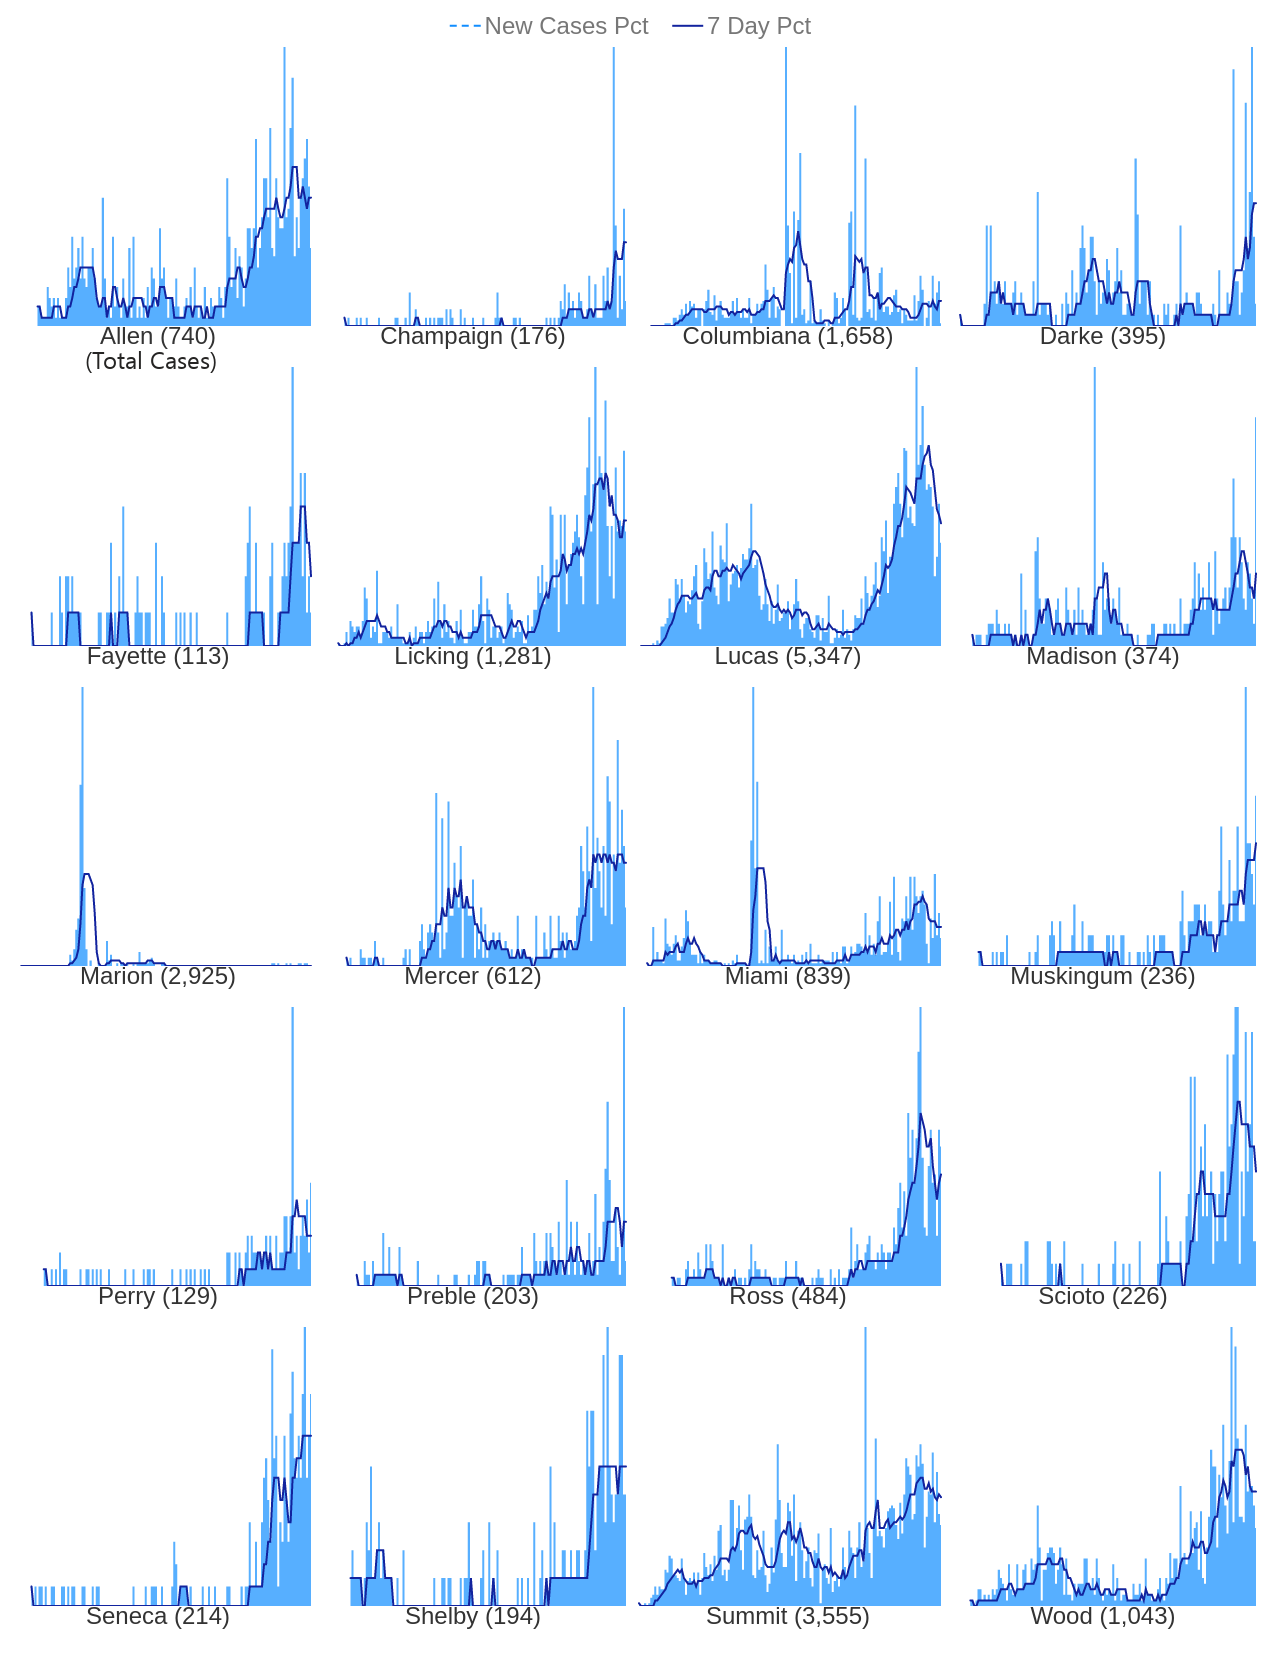 New Cases Pct 7 Day Pct
Allen (740) Champaign (176) Columbiana (1,658) Darke (395)
(Total Cases)
Fayette (113) Licking (1,281) Lucas (5,347) Madison (374)
Marion (2,925) Mercer (612) Miami (839) Muskingum (236)
Perry (129) Preble (203) Ross (484) Scioto (226)
Seneca (214) Shelby (194) Summit (3,555) Wood (1,043)